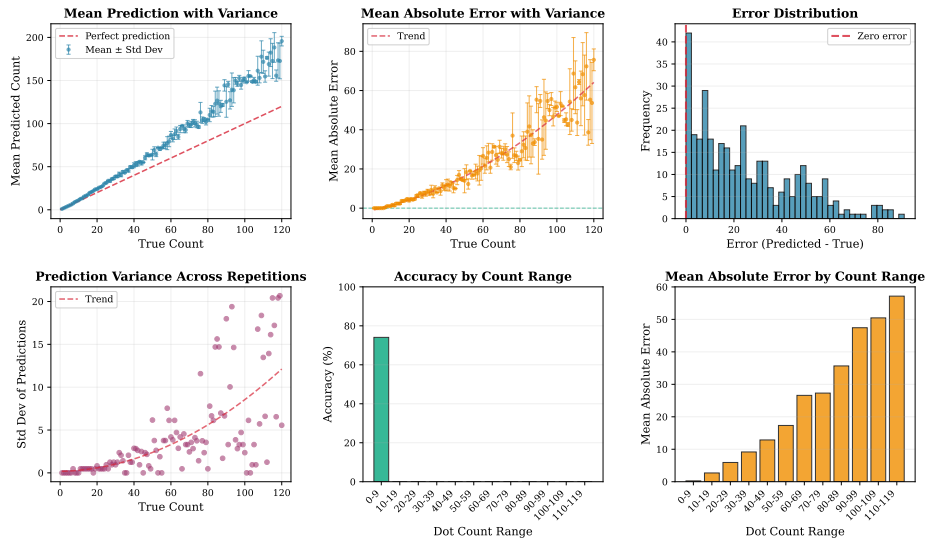 Mean Prediction with Variance
Mean Predicted Count
200
150
100
50
0
Perfect prediction
Mean ± Std Dev
0 20 40 60 80 100 120
True Count
Mean Absolute Error with Variance
Mean Absolute Error
80
60
40
20
0
Trend
0 20 40 60 80 100 120
True Count
Error Distribution
Frequency
40
35
30
25
20
15
10
5
0
Zero error
0 20 40 60 80
Error (Predicted - True)
Prediction Variance Across Repetitions
Std Dev of Predictions
20
15
10
5
0
Trend
0 20 40 60 80 100 120
True Count
Accuracy by Count Range
Accuracy (%)
100
80
60
40
20
0
0-9 10-19 20-29 30-39 40-49 50-59 60-69 70-79 80-89 90-99 100-109 110-119
Dot Count Range
Mean Absolute Error by Count Range
Mean Absolute Error
60
50
40
30
20
10
0
0-9 10-19 20-29 30-39 40-49 50-59 60-69 70-79 80-89 90-99 100-109 110-119
Dot Count Range